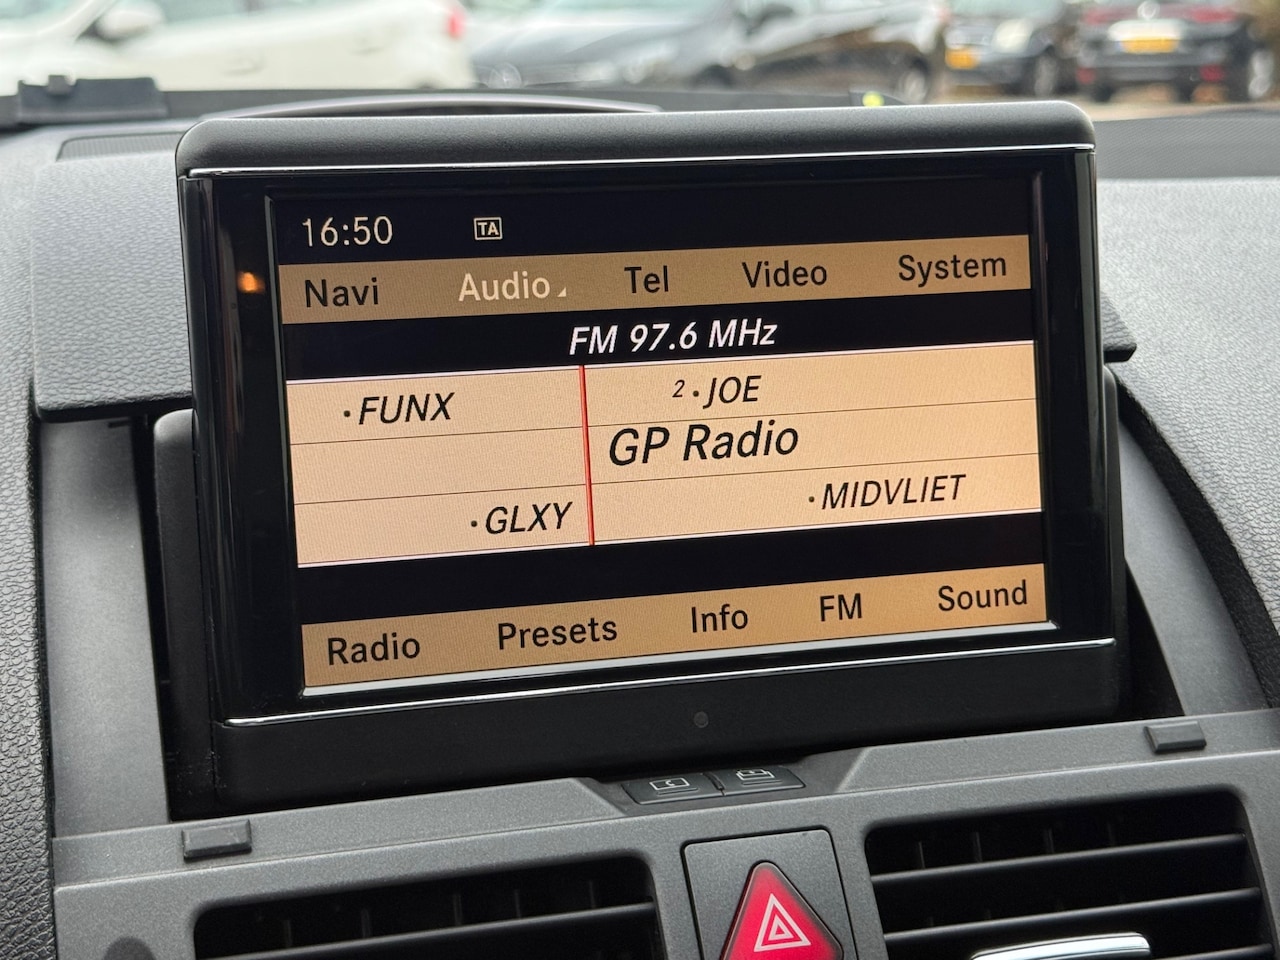 16:50 TA
Navi Audio Tel Video System
FM 97.6 MHz
·FUNX 2·JOE
GP Radio
·GLXY ·MIDVLIET
Radio Presets Info FM Sound